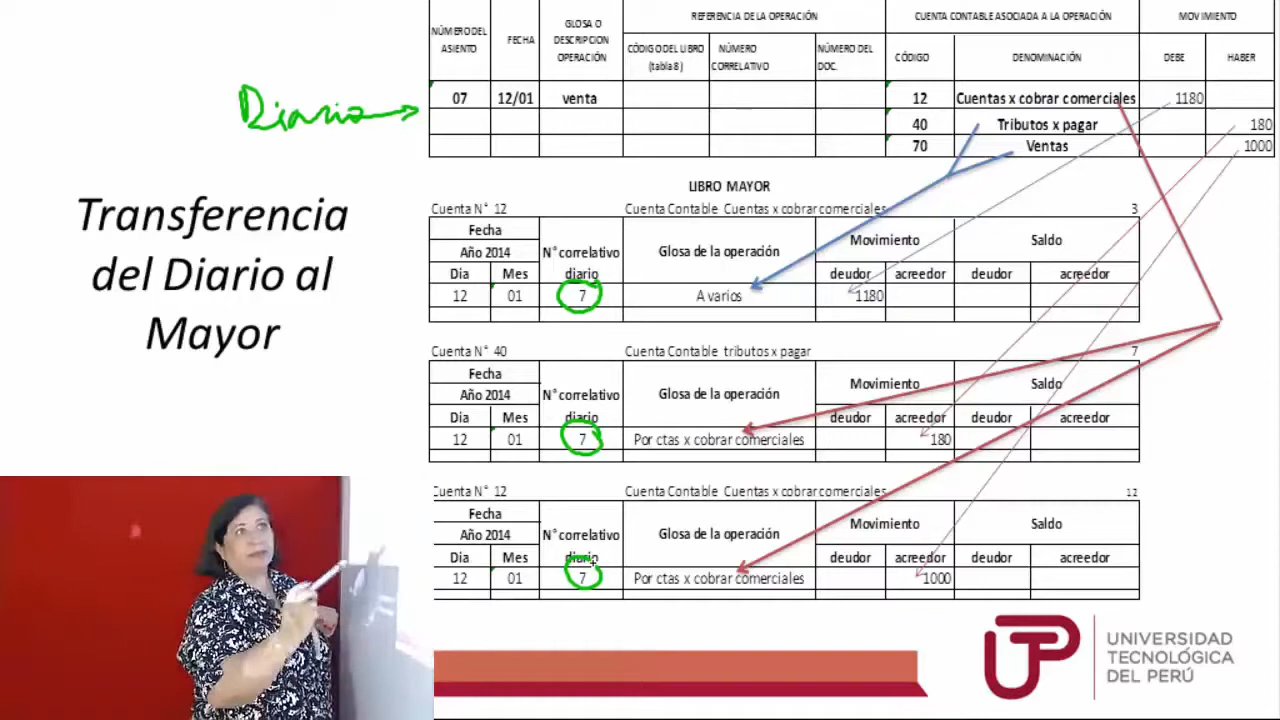 NÚMERO DEL ASIENTO FECHA GLOSA O DESCRIPCION OPERACIÓN REFERENCIA DE LA OPERACIÓN CUENTA CONTABLE ASOCIADA A LA OPERACIÓN MOVIMIENTO
CÓDIGO DEL LIBRO (tabla 8) NÚMERO CORRELATIVO NÚMERO DEL DOC. CÓDIGO DENOMINACIÓN DEBE HABER
Diario
07 12/01 venta 12 Cuentas x cobrar comerciales 1180
40 Tributos x pagar 180
70 Ventas 1000
Transferencia
del Diario al
Mayor
LIBRO MAYOR
Cuenta N° 12 Cuenta Contable Cuentas x cobrar comerciales 3
Fecha N° correlativo diario Glosa de la operación Movimiento Saldo
Año 2014
Dia Mes deudor acreedor deudor acreedor
12 01 7 A varios 1180
Cuenta N° 40 Cuenta Contable tributos x pagar 7
Fecha N° correlativo diario Glosa de la operación Movimiento Saldo
Año 2014
Dia Mes deudor acreedor deudor acreedor
12 01 7 Por ctas x cobrar comerciales 180
Cuenta N° 12 Cuenta Contable Cuentas x cobrar comerciales 12
Fecha N° correlativo diario Glosa de la operación Movimiento Saldo
Año 2014
Dia Mes deudor acreedor deudor acreedor
12 01 7 Por ctas x cobrar comerciales 1000
UTP
UNIVERSIDAD
TECNOLÓGICA
DEL PERÚ